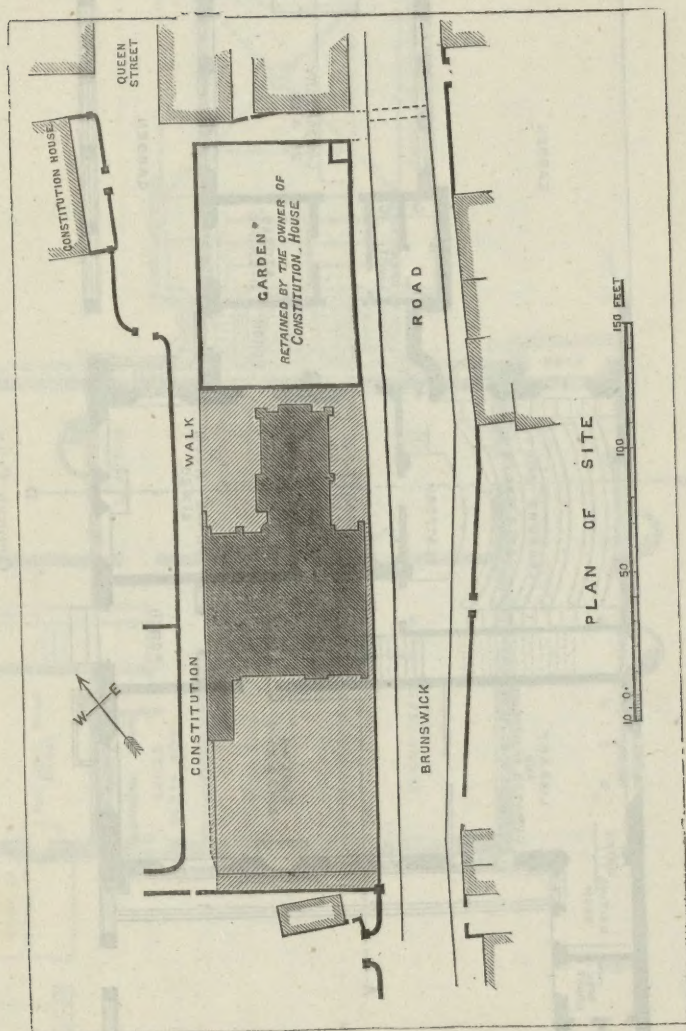 CONSTITUTION HOUSE
QUEEN
STREET
GARDEN
RETAINED BY THE OWNER OF
CONSTITUTION, HOUSE
CONSTITUTION WALK
W E
BRUNSWICK ROAD
PLAN OF SITE
10 . 0 . 50 100 150 FEET